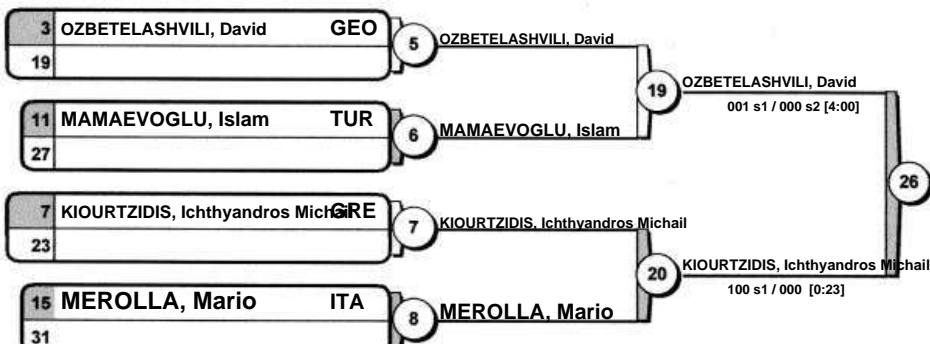 3 OZBETELASHVILI, David GEO
19
5 OZBETELASHVILI, David
19 OZBETELASHVILI, David
001 s1 / 000 s2 [4:00]
11 MAMAEVOGLU, Islam TUR
27
6 MAMAEVOGLU, Islam
26
7 KIOURTZIDIS, Ichthyandros Michail GRE
23
7 KIOURTZIDIS, Ichthyandros Michail
20 KIOURTZIDIS, Ichthyandros Michail
100 s1 / 000 [0:23]
15 MEROLLA, Mario ITA
31
8 MEROLLA, Mario